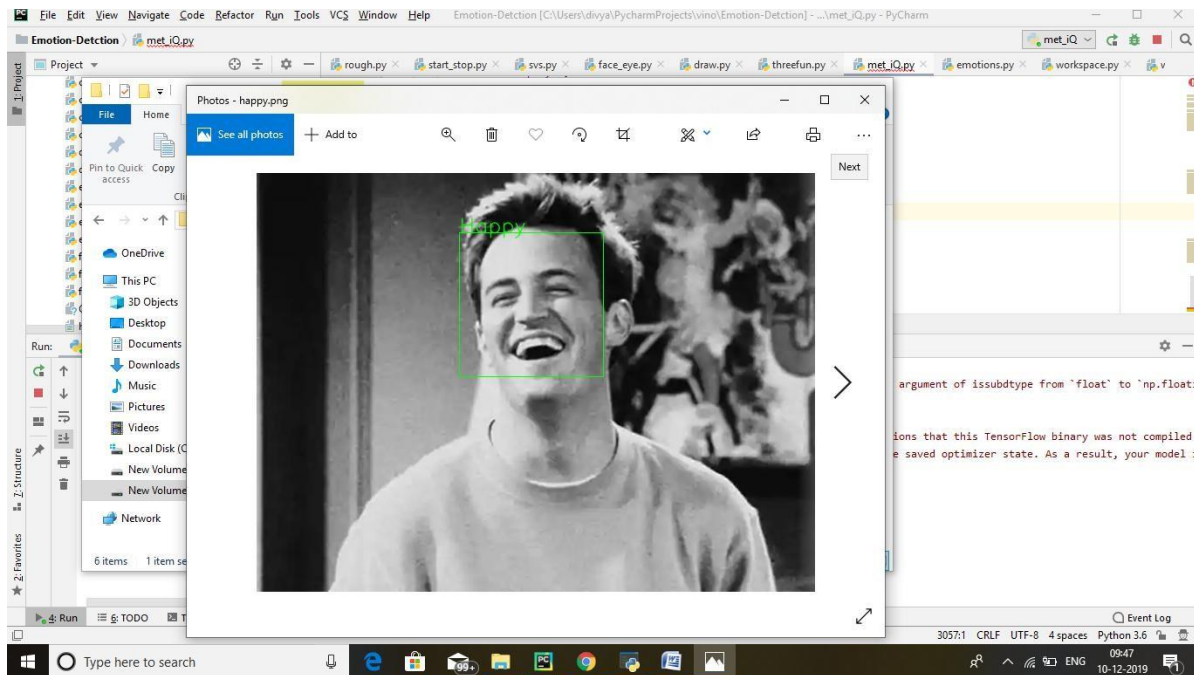 File Edit View Navigate Code Refactor Run Tools VCS Window Help Emotion-Detction [C:\Users\divya\PycharmProjects\vino\Emotion-Detction] - ...\met_iQ.py - PyCharm
Emotion-Detction met_iQ.py met_iQ
1: Project
Project rough.py start_stop.py svs.py face_eye.py draw.py threefun.py met_iQ.py emotions.py workspace.py v
Photos - happy.png
File Home
See all photos Add to
Next
Pin to Quick access
Copy
Cli
Happy
OneDrive
This PC
3D Objects
Desktop
Documents
Downloads
Music
Pictures
Videos
Local Disk (C
New Volume
New Volume
Network
6 items 1 item se
Run:
argument of issubdtype from `float` to `np.float
ions that this TensorFlow binary was not compiled
e saved optimizer state. As a result, your model
7: Structure
2: Favorites
4: Run 6: TODO T Event Log
3057:1 CRLF UTF-8 4 spaces Python 3.6
Type here to search
99+
PC
ENG
09:47
10-12-2019
1